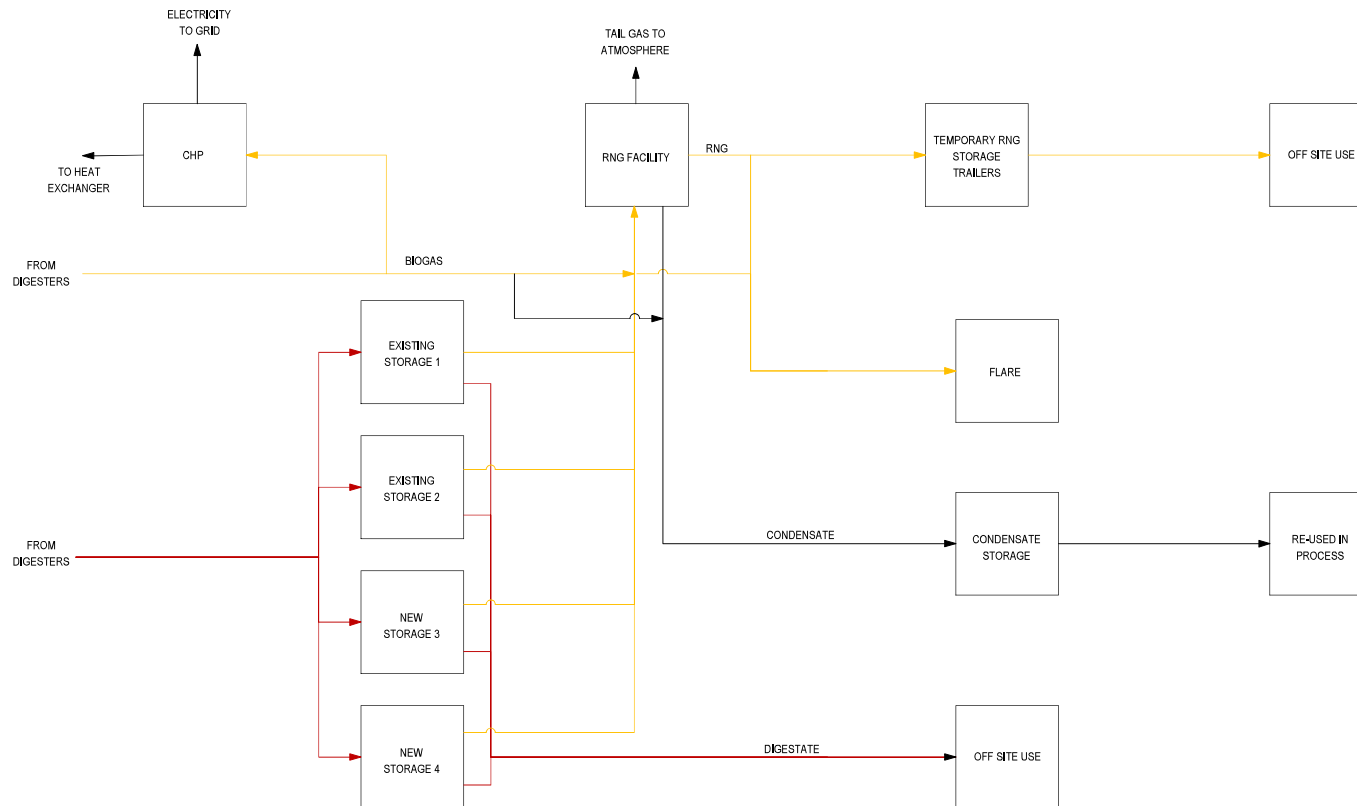 ELECTRICITY
TO GRID
TAIL GAS TO
ATMOSPHERE
CHP
TO HEAT
EXCHANGER
RNG FACILITY
RNG
TEMPORARY RNG
STORAGE
TRAILERS
OFF SITE USE
FROM
DIGESTERS
BIOGAS
EXISTING
STORAGE 1
FLARE
EXISTING
STORAGE 2
FROM
DIGESTERS
CONDENSATE
CONDENSATE
STORAGE
RE-USED IN
PROCESS
NEW
STORAGE 3
NEW
STORAGE 4
DIGESTATE
OFF SITE USE